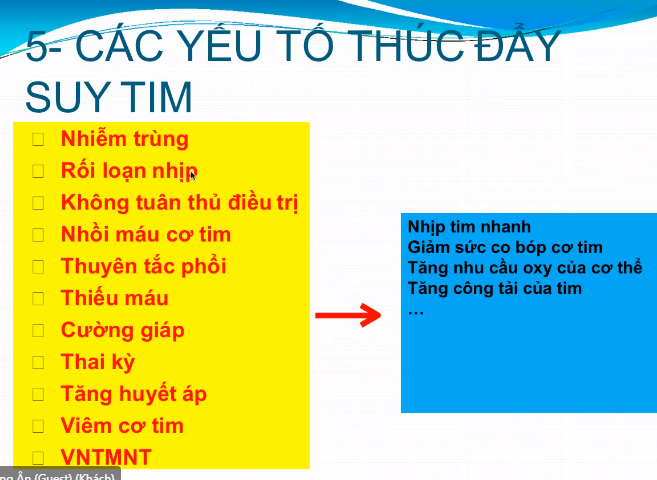 5- CÁC YẾU TỐ THÚC ĐẨY
SUY TIM
Nhiễm trùng
Rối loạn nhịp
Không tuân thủ điều trị
Nhồi máu cơ tim
Thuyên tắc phổi
Thiếu máu
Cường giáp
Thai kỳ
Tăng huyết áp
Viêm cơ tim
VNTMNT
Nhịp tim nhanh
Giảm sức co bóp cơ tim
Tăng nhu cầu oxy của cơ thể
Tăng công tải của tim
...
Ân (Guest) (Khách)